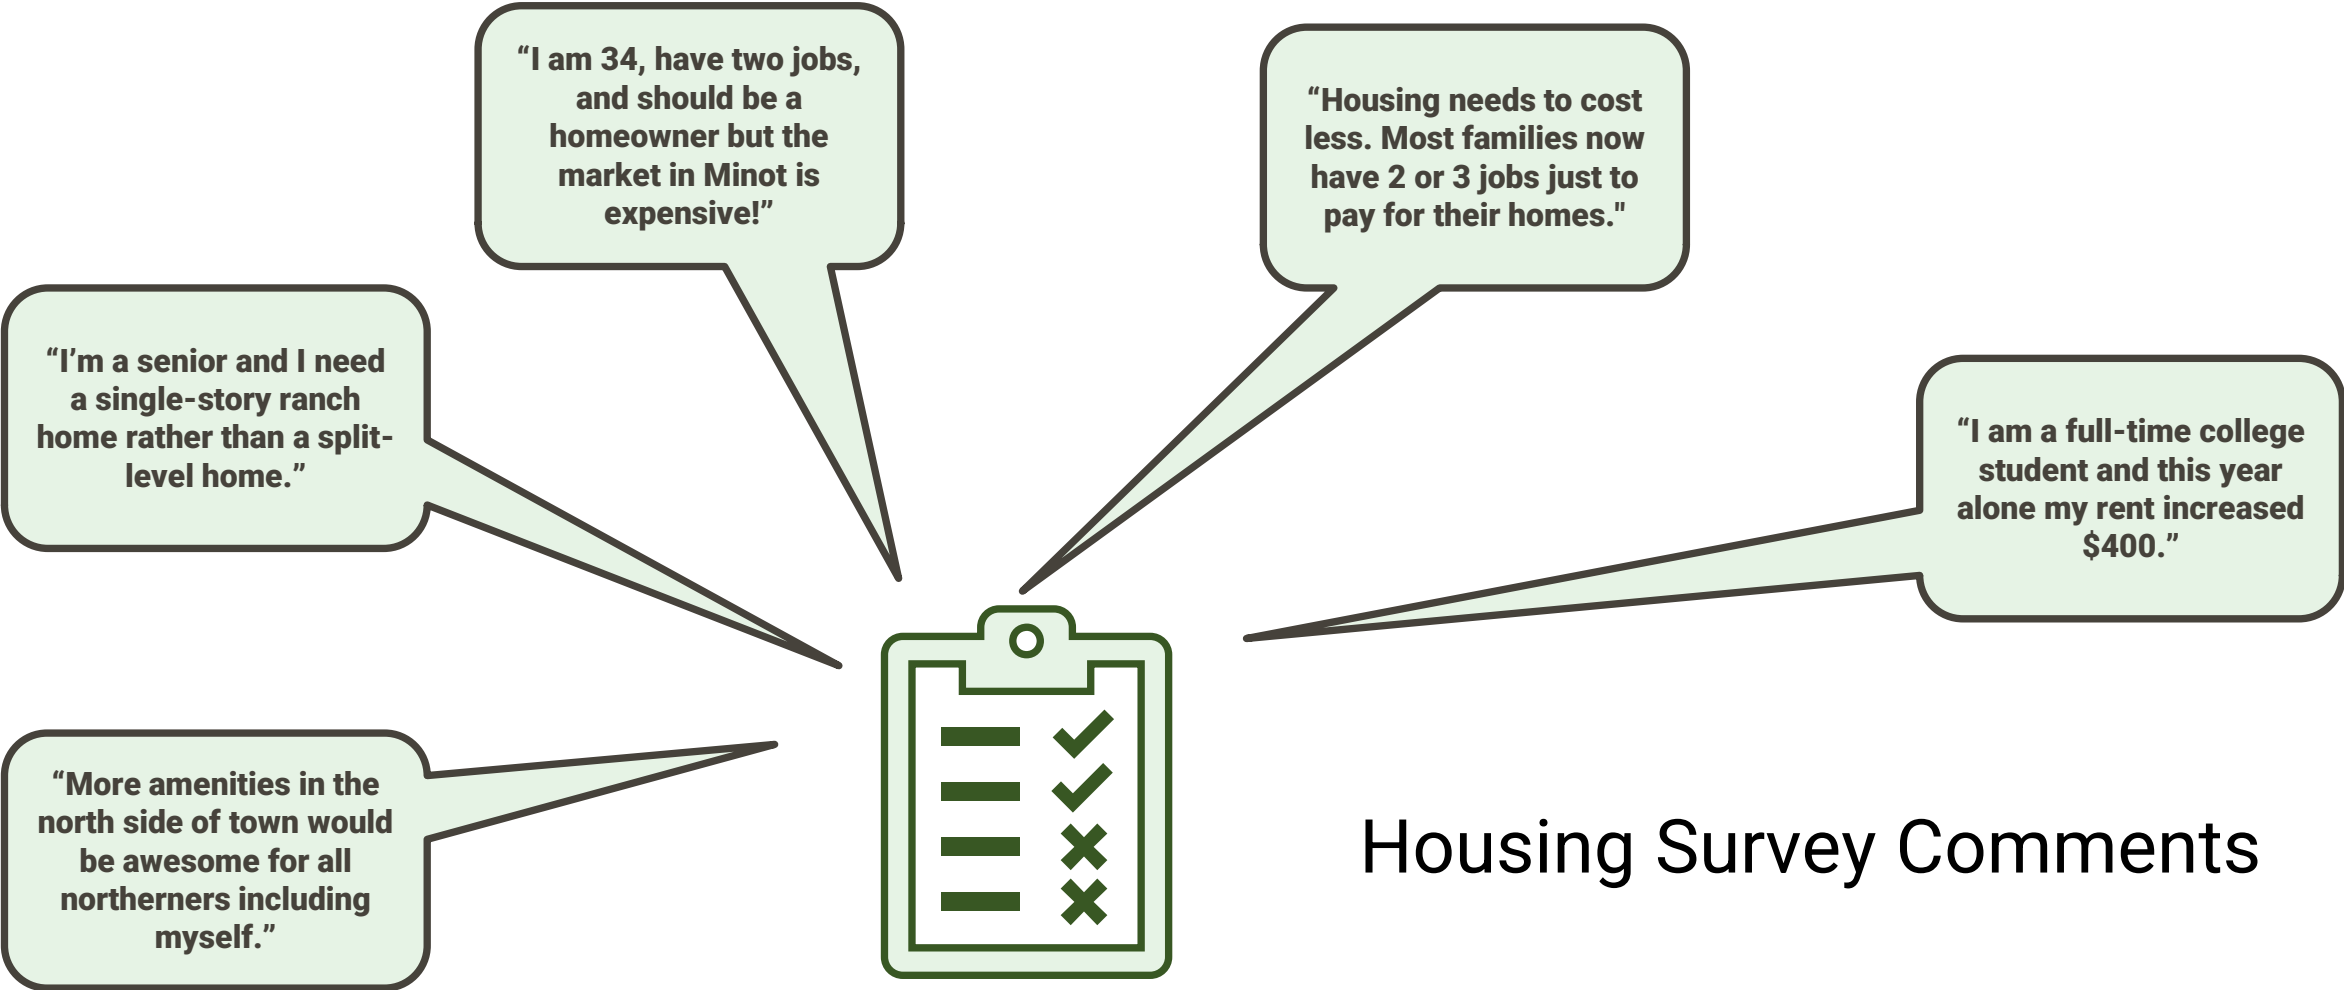 “I am 34, have two jobs,
and should be a
homeowner but the
market in Minot is
expensive!”
“Housing needs to cost
less. Most families now
have 2 or 3 jobs just to
pay for their homes."
“I’m a senior and I need
a single-story ranch
home rather than a split-
level home.”
“I am a full-time college
student and this year
alone my rent increased
$400.”
“More amenities in the
north side of town would
be awesome for all
northerners including
myself.”
Housing Survey Comments